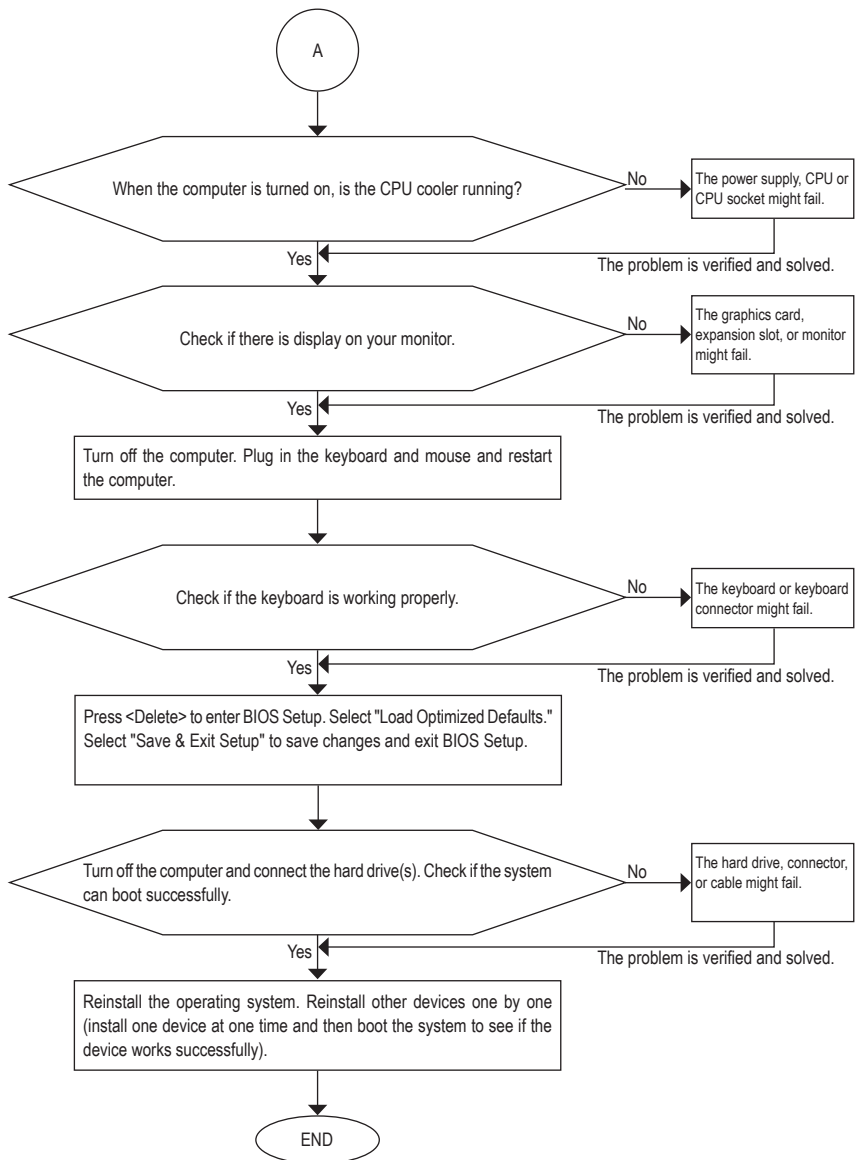 A
When the computer is turned on, is the CPU cooler running?
No
The power supply, CPU or
CPU socket might fail.
Yes
The problem is verified and solved.
Check if there is display on your monitor.
No
The graphics card,
expansion slot, or monitor
might fail.
Yes
The problem is verified and solved.
Turn off the computer. Plug in the keyboard and mouse and restart
the computer.
Check if the keyboard is working properly.
No
The keyboard or keyboard
connector might fail.
Yes
The problem is verified and solved.
Press <Delete> to enter BIOS Setup. Select "Load Optimized Defaults."
Select "Save & Exit Setup" to save changes and exit BIOS Setup.
Turn off the computer and connect the hard drive(s). Check if the system
can boot successfully.
No
The hard drive, connector,
or cable might fail.
Yes
The problem is verified and solved.
Reinstall the operating system. Reinstall other devices one by one
(install one device at one time and then boot the system to see if the
device works successfully).
END